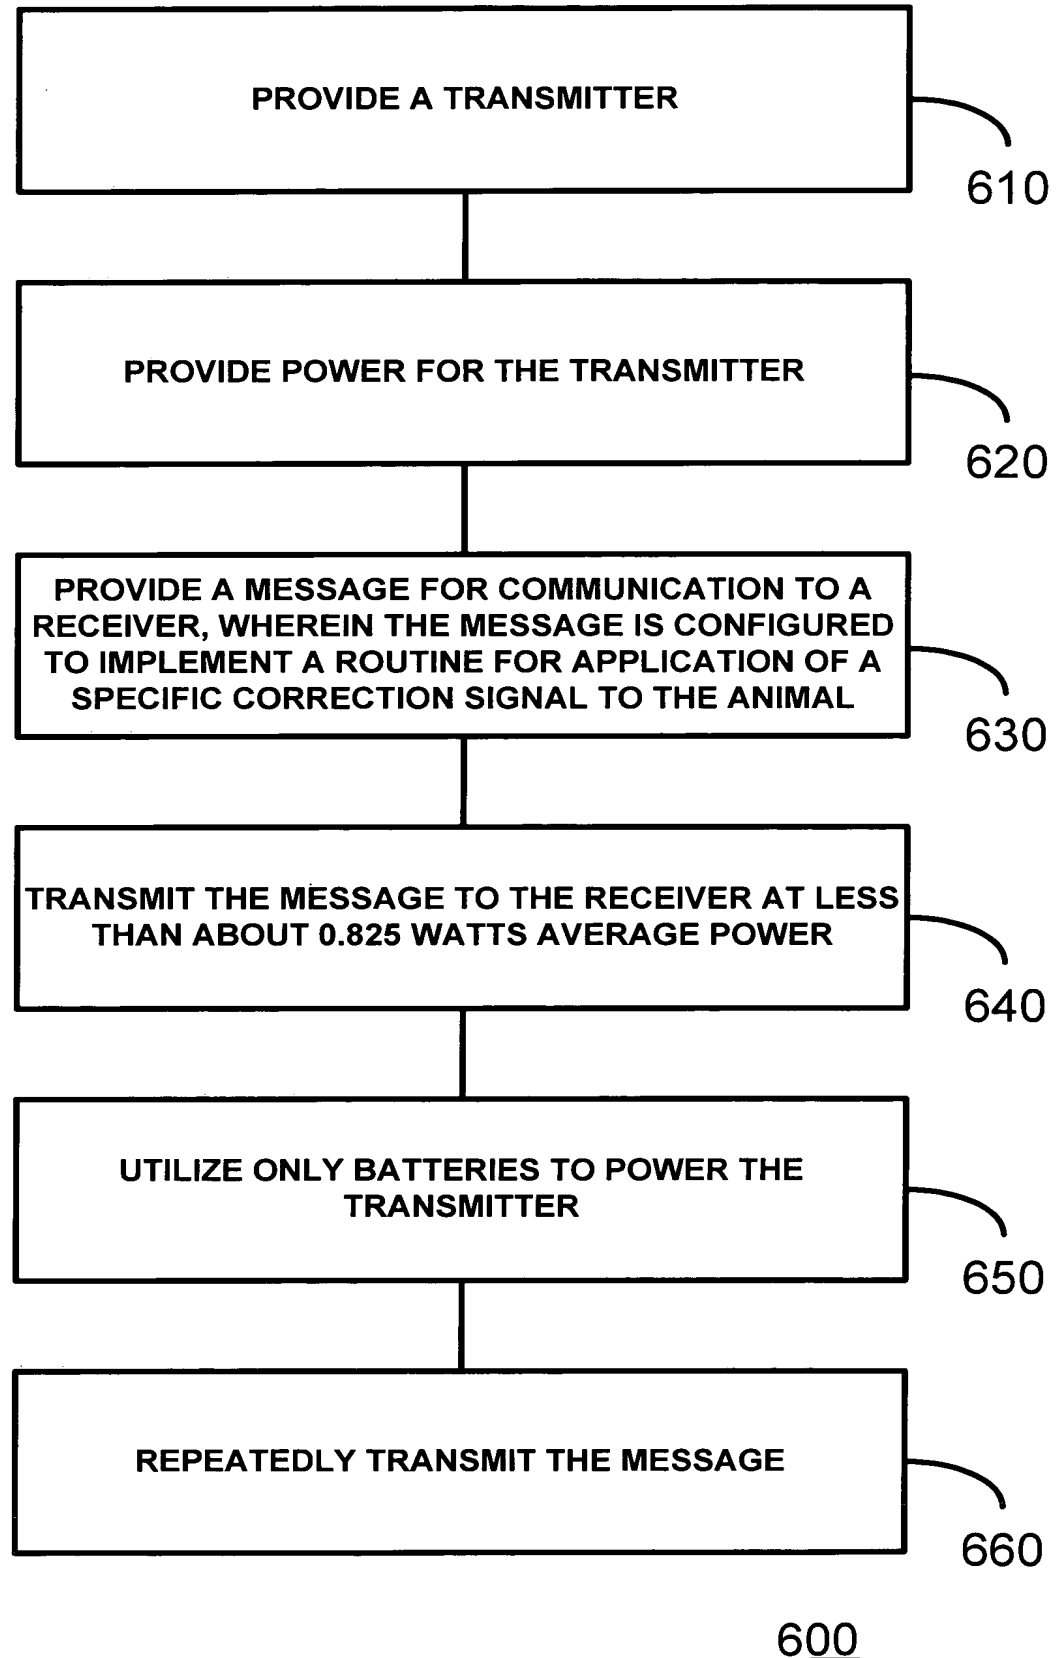 PROVIDE A TRANSMITTER
610
PROVIDE POWER FOR THE TRANSMITTER
620
PROVIDE A MESSAGE FOR COMMUNICATION TO A
RECEIVER, WHEREIN THE MESSAGE IS CONFIGURED
TO IMPLEMENT A ROUTINE FOR APPLICATION OF A
SPECIFIC CORRECTION SIGNAL TO THE ANIMAL
630
TRANSMIT THE MESSAGE TO THE RECEIVER AT LESS
THAN ABOUT 0.825 WATTS AVERAGE POWER
640
UTILIZE ONLY BATTERIES TO POWER THE
TRANSMITTER
650
REPEATEDLY TRANSMIT THE MESSAGE
660
600